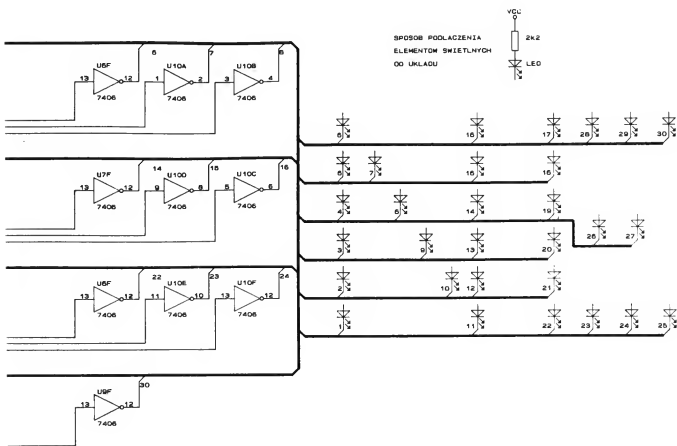 VCC
SPOSOB PODLACZENIA
ELEMENTOW SWIETLNYCH
DO UKLADU
2k2
LED
6 7 8
U5F U10A U10B
13 12 1 2 3 4
7406 7406 7406
6 16 17 28 29 30
14 15 16
U7F U10D U10C
13 12 9 8 5 6
7406 7406 7406
6 7 15 18
4 8 14 19
26 27
3 9 13 20
22 23 24
U6F U10E U10F
13 12 11 10 13 12
7406 7406 7406
2 10 12 21
1 11 22 23 24 25
30
U9F
13 12
7406